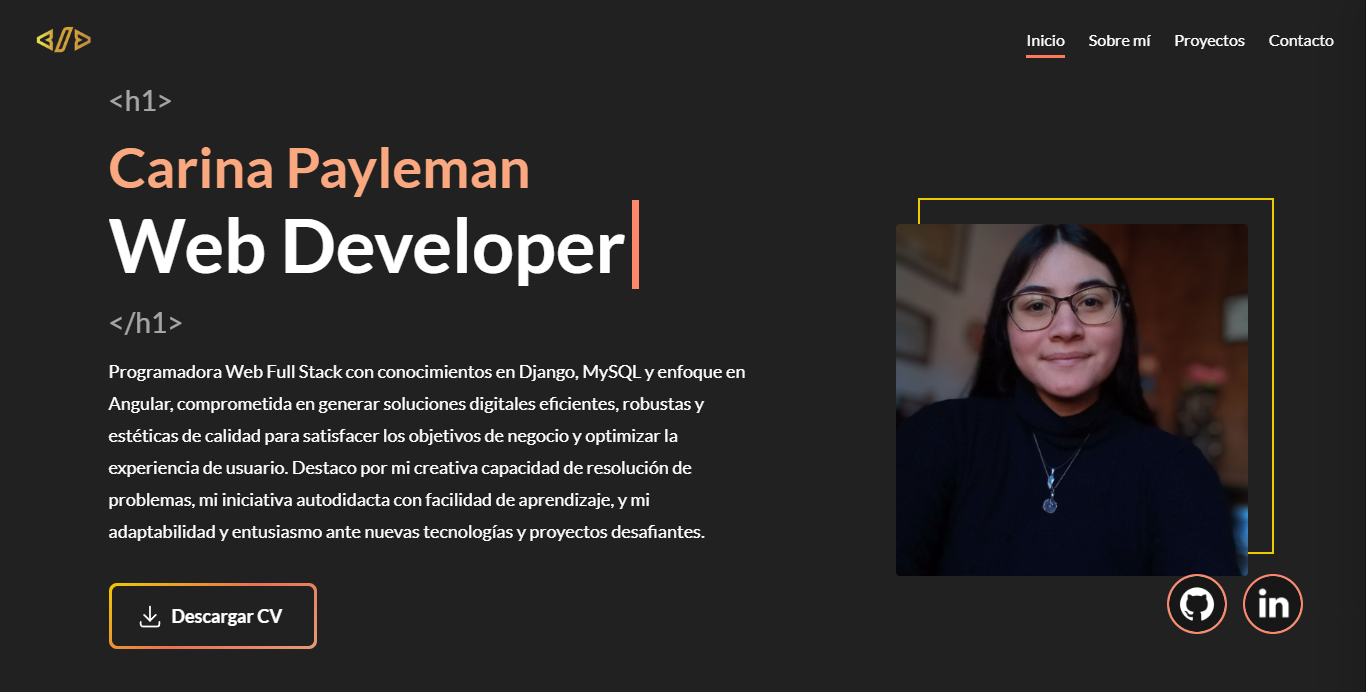 Inicio Sobre mí Proyectos Contacto
<h1>
Carina Payleman
Web Developer
</h1>
Programadora Web Full Stack con conocimientos en Django, MySQL y enfoque en
Angular, comprometida en generar soluciones digitales eficientes, robustas y
estéticas de calidad para satisfacer los objetivos de negocio y optimizar la
experiencia de usuario. Destaco por mi creativa capacidad de resolución de
problemas, mi iniciativa autodidacta con facilidad de aprendizaje, y mi
adaptabilidad y entusiasmo ante nuevas tecnologías y proyectos desafiantes.
Descargar CV
in